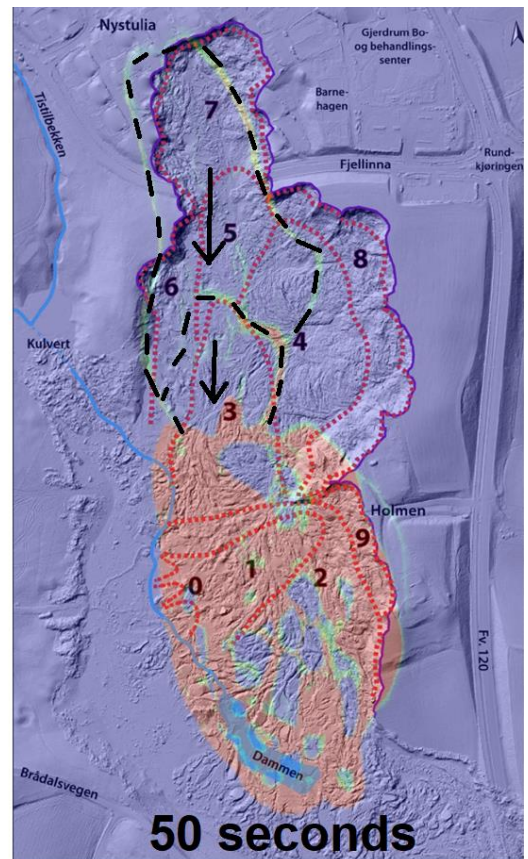 Nystulia
Gjerdrum Bo-
og behandlings-
senter
Tistilbekken
7
Barne-
hagen
Rund-
kjøringen
Fjellinna
5
8
6
Kulvert
4
3
Holmen
9
1
2
0
Fv. 120
Dammen
Brådalsvegen
50 seconds